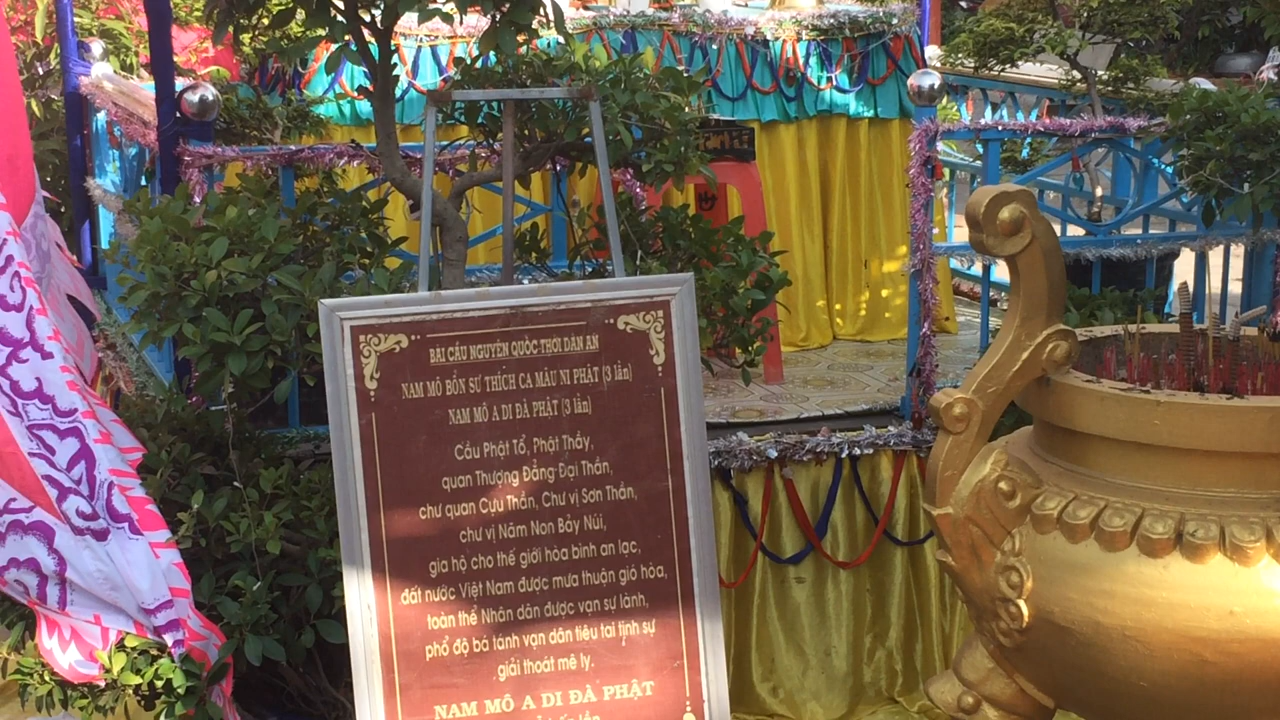 BÀI CẦU NGUYỆN QUỐC THỚI DÂN AN
NAM MÔ BỔN SƯ THÍCH CA MÂU NI PHẬT (3 lần)
NAM MÔ A DI ĐÀ PHẬT (3 lần)
Cầu Phật Tổ, Phật Thầy,
quan Thượng Đẳng Đại Thần,
chư quan Cựu Thần, Chư vị Sơn Thần,
chư vị Năm Non Bảy Núi,
gia hộ cho thế giới hòa bình an lạc,
đất nước Việt Nam được mưa thuận gió hòa,
toàn thể Nhân dân được vạn sự lành,
phổ độ bá tánh vạn dân tiêu tai tịnh sự
giải thoát mê ly.
NAM MÔ A DI ĐÀ PHẬT